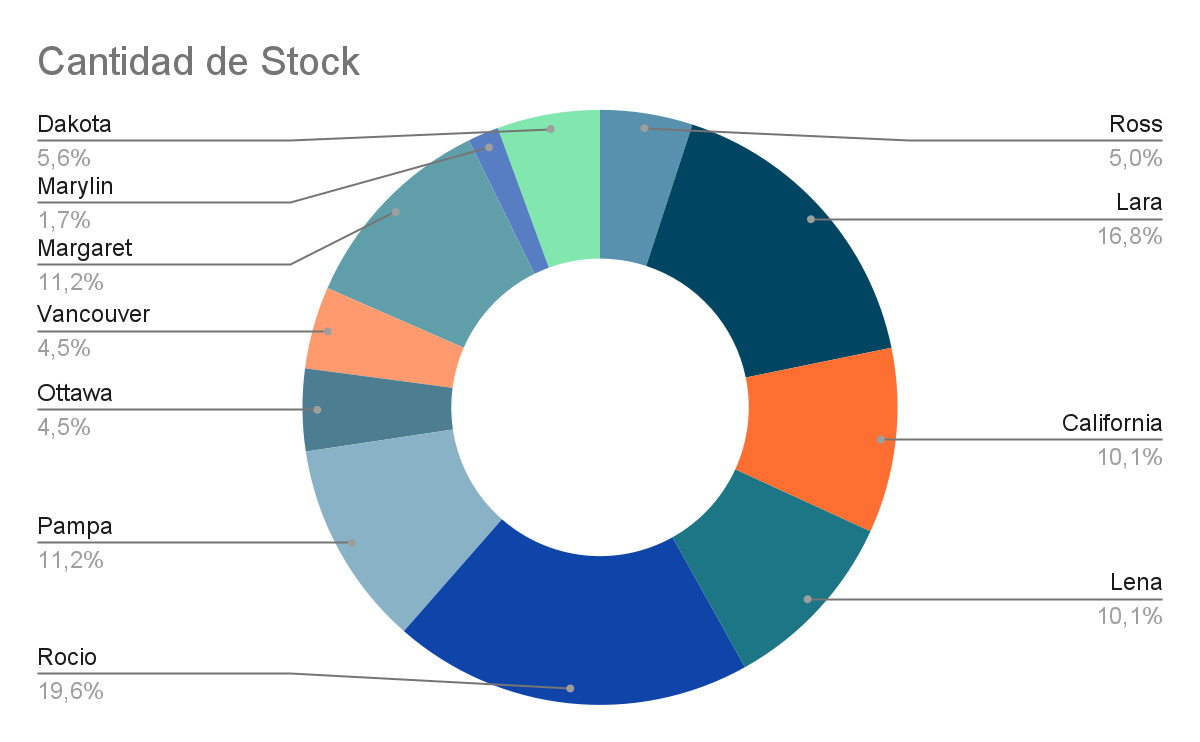 Cantidad de Stock
Dakota
5,6%
Marylin
1,7%
Margaret
11,2%
Vancouver
4,5%
Ottawa
4,5%
Pampa
11,2%
Rocio
19,6%
Ross
5,0%
Lara
16,8%
California
10,1%
Lena
10,1%